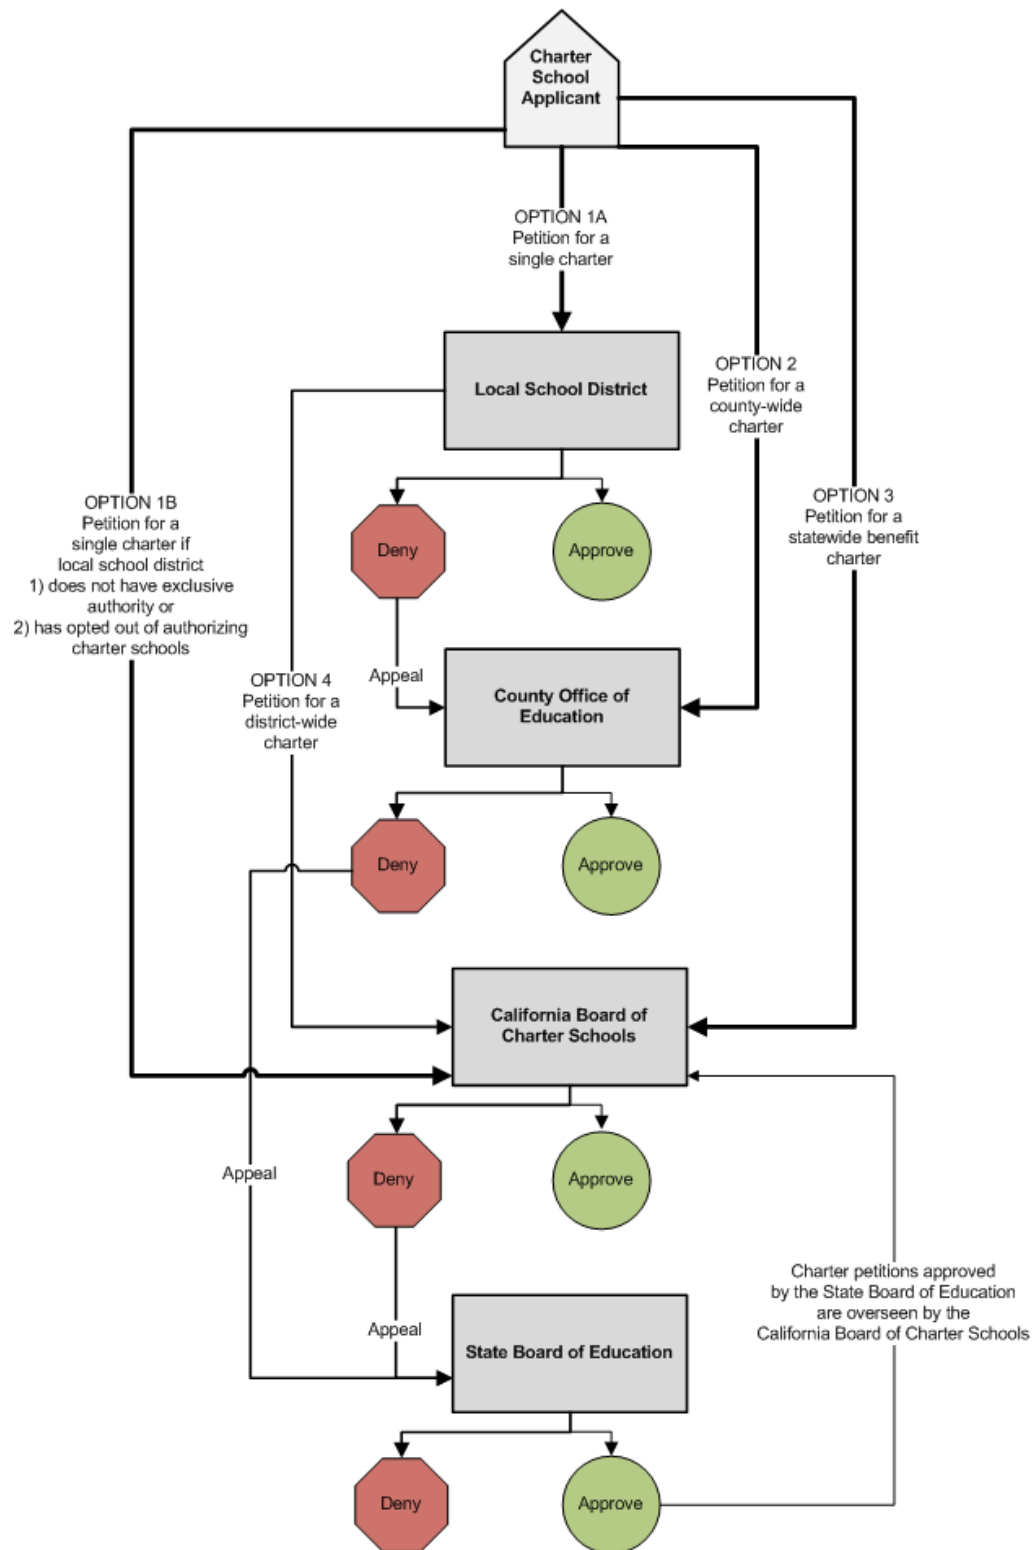 Charter
School
Applicant
OPTION 1A
Petition for a
single charter
Local School District
OPTION 2
Petition for a
county-wide
charter
OPTION 3
Petition for a
statewide benefit
charter
OPTION 1B
Petition for a
single charter if
local school district
1) does not have exclusive
authority or
2) has opted out of authorizing
charter schools
Deny
Approve
OPTION 4
Petition for a
district-wide
charter
Appeal
County Office of
Education
Deny
Approve
California Board of
Charter Schools
Deny
Approve
Appeal
Appeal
State Board of Education
Charter petitions approved
by the State Board of Education
are overseen by the
California Board of Charter Schools
Deny
Approve